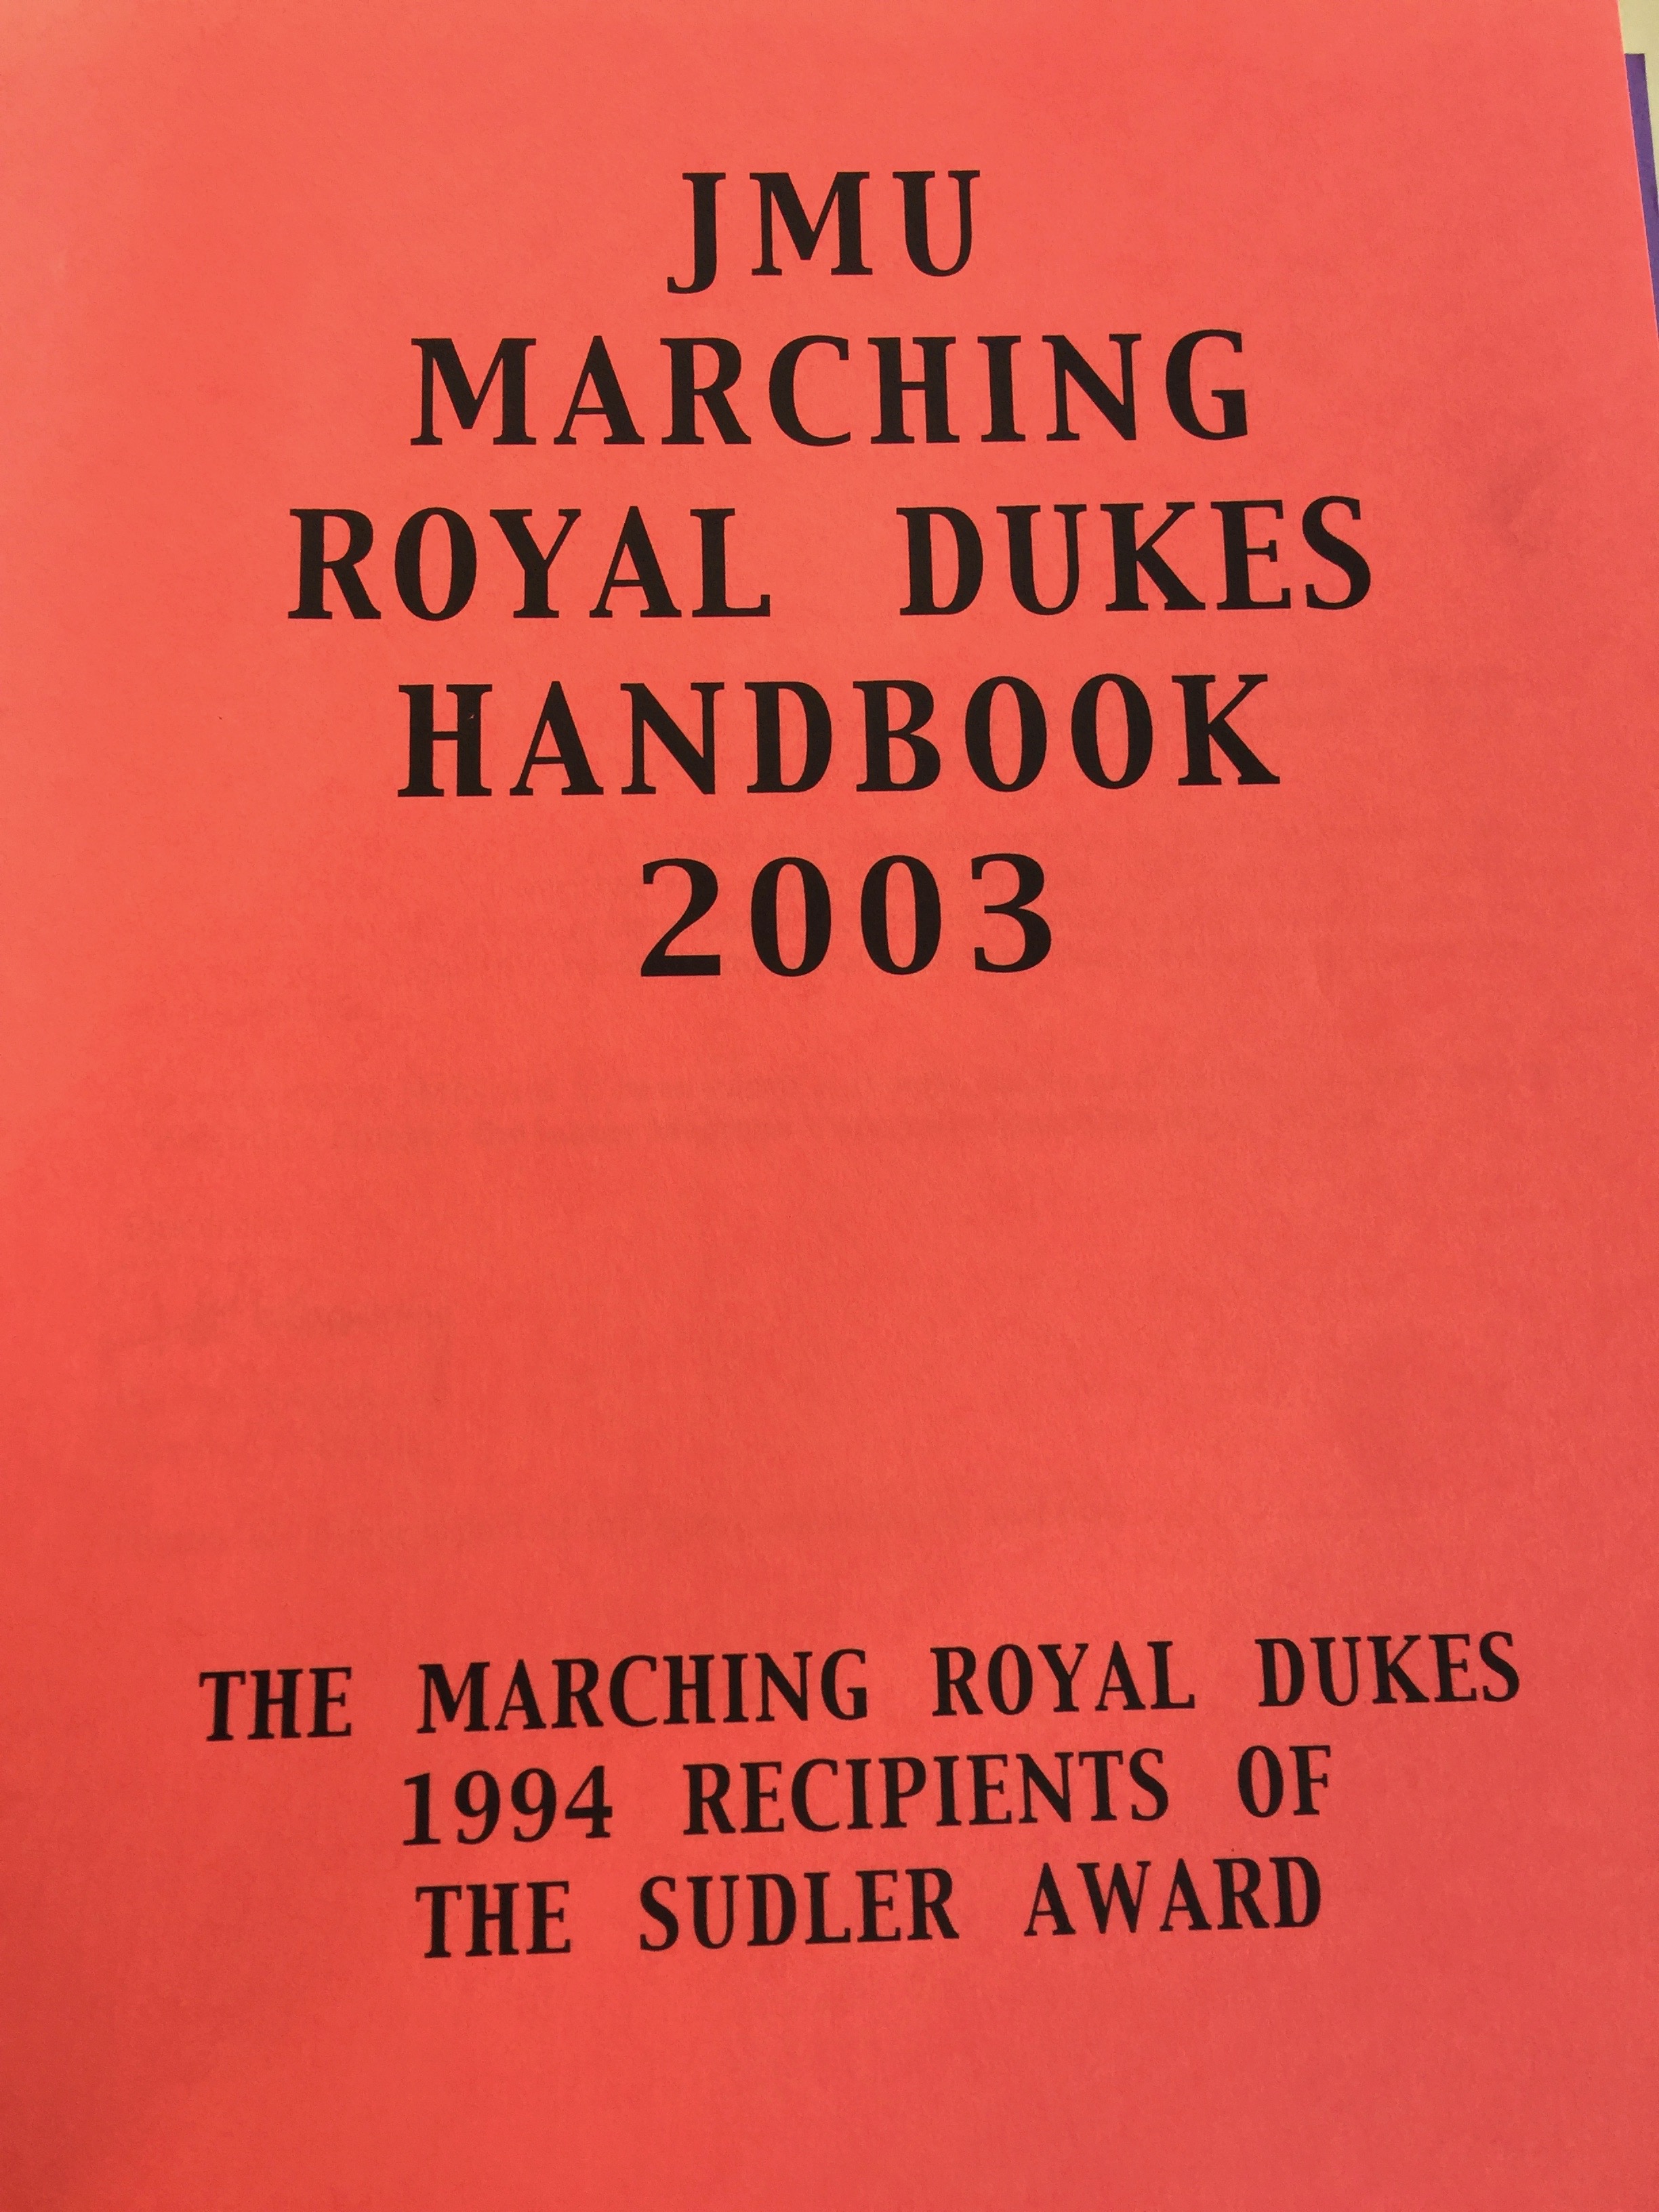 JMU
MARCHING
ROYAL DUKES
HANDBOOK
2003
THE MARCHING ROYAL DUKES
1994 RECIPIENTS OF
THE SUDLER AWARD